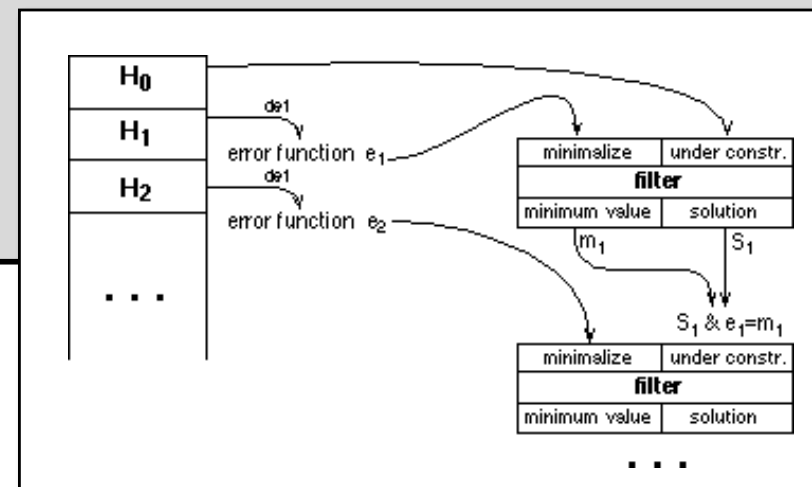 H0
def
H1
error function e1
def
H2
error function e2
. . .
minimalize under constr.
filter
minimum value solution
m1 S1
S1 & e1=m1
minimalize under constr.
filter
minimum value solution
. . .